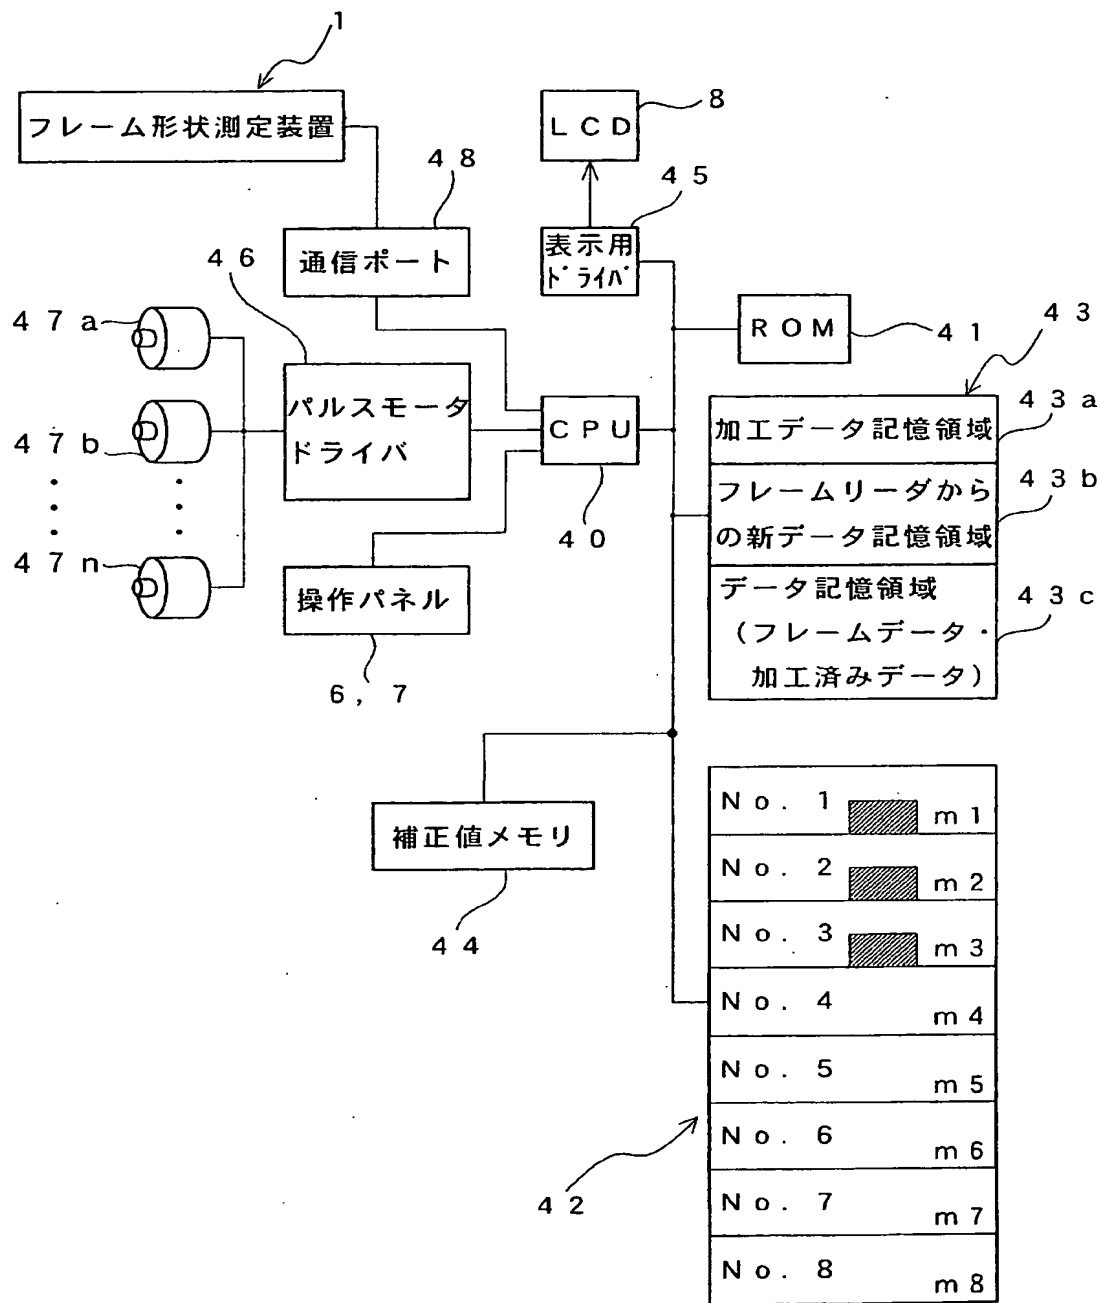 1
フレーム形状測定装置
8
LCD
48
45
通信ポート
46
表示用
ドライバ
47a
ROM
41
43
パルスモータ
ドライバ
CPU
加工データ記憶領域
43a
47b
フレームリーダから
の新データ記憶領域
43b
40
47n
操作パネル
データ記憶領域
(フレームデータ・
加工済みデータ)
43c
6, 7
補正値メモリ
44
No. 1 m1
No. 2 m2
No. 3 m3
No. 4 m4
No. 5 m5
No. 6 m6
No. 7 m7
No. 8 m8
42